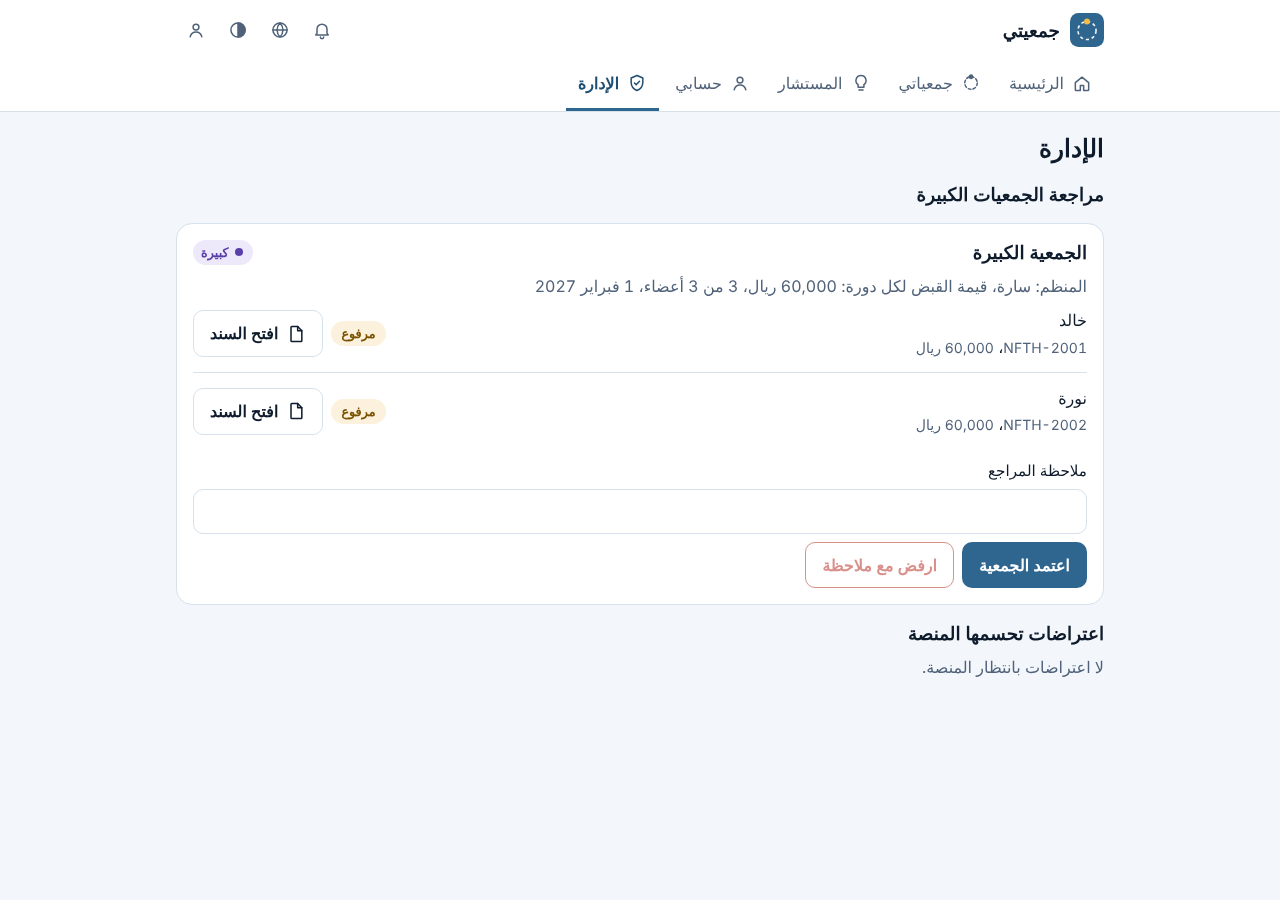 جمعيتي
الرئيسية
جمعياتي
المستشار
حسابي
الإدارة
الإدارة
مراجعة الجمعيات الكبيرة
الجمعية الكبيرة
كبيرة
المنظم: سارة، قيمة القبض لكل دورة: 60,000 ريال، 3 من 3 أعضاء، 1 فبراير 2027
خالد
NFTH-2001، 60,000 ريال
مرفوع
افتح السند
نورة
NFTH-2002، 60,000 ريال
مرفوع
افتح السند
ملاحظة المراجع
اعتمد الجمعية
ارفض مع ملاحظة
اعتراضات تحسمها المنصة
لا اعتراضات بانتظار المنصة.